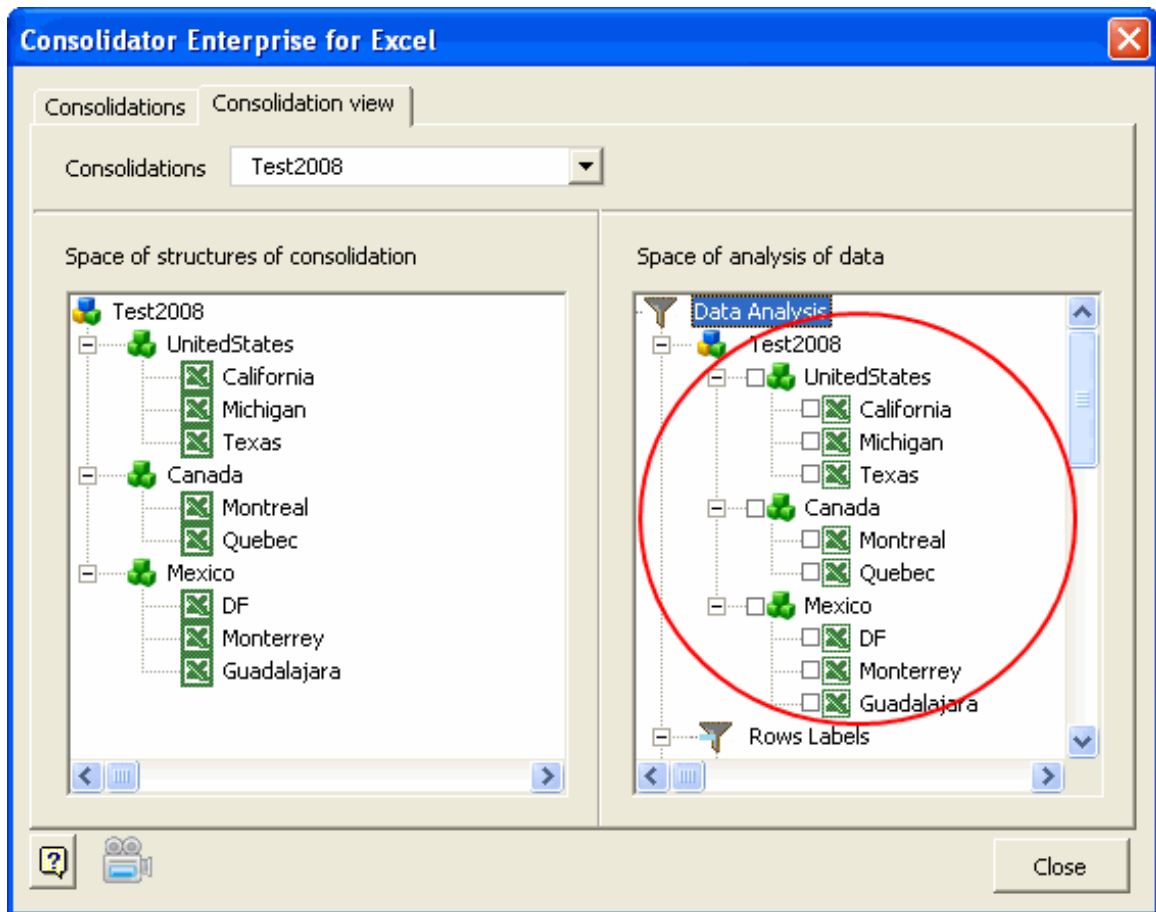 Consolidator Enterprise for Excel
Consolidations
Consolidation view
Consolidations
Test2008
Space of structures of consolidation
Test2008
UnitedStates
California
Michigan
Texas
Canada
Montreal
Quebec
Mexico
DF
Monterrey
Guadalajara
Space of analysis of data
Data Analysis
Test2008
UnitedStates
California
Michigan
Texas
Canada
Montreal
Quebec
Mexico
DF
Monterrey
Guadalajara
Rows Labels
Close